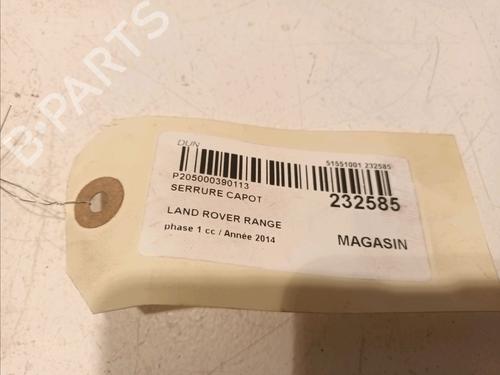 B-PARTS
DUN
51551001 232585
P205000390113
SERRURE CAPOT
232585
LAND ROVER RANGE
phase 1 cc / Année 2014
MAGASIN